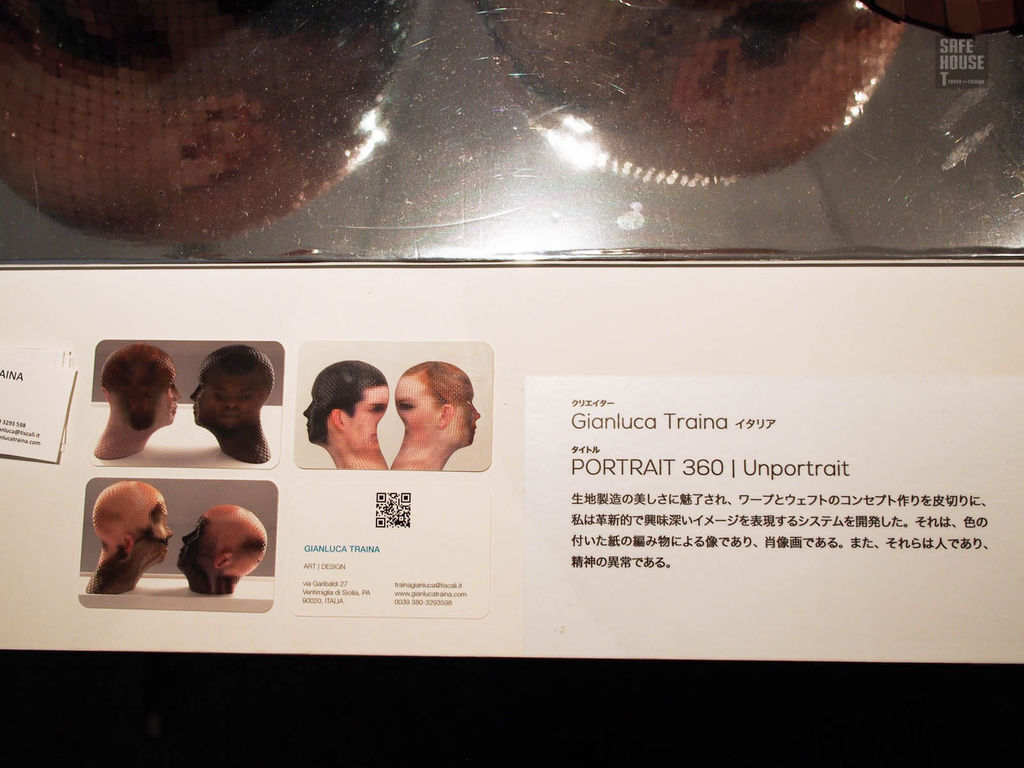 SAFE
HOUSE
T TOKYO
AINA
3293 598
anluca@tiscali.it
nlucatraina.com
GIANLUCA TRAINA
ART | DESIGN
via Garibaldi 27
Ventimiglia di Sicilia, PA
90020, ITALIA
trainagianluca@tiscali.it
www.gianlucatraina.com
0039 380-3293598
クリエイター
Gianluca Traina イタリア
タイトル
PORTRAIT 360 | Unportrait
生地製造の美しさに魅了され、ワープとウェフトのコンセプト作りを皮切りに、
私は革新的で興味深いイメージを表現するシステムを開発した。それは、色の
付いた紙の編み物による像であり、肖像画である。また、それらは人であり、
精神の異常である。